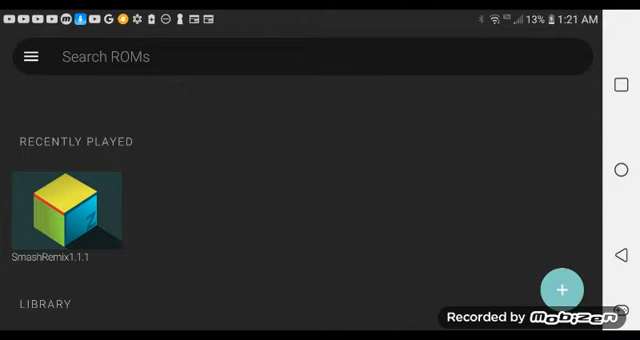 13% 1:21 AM
Search ROMs
RECENTLY PLAYED
Z
SmashRemix1.1.1
LIBRARY
+
Recorded by Mobizen